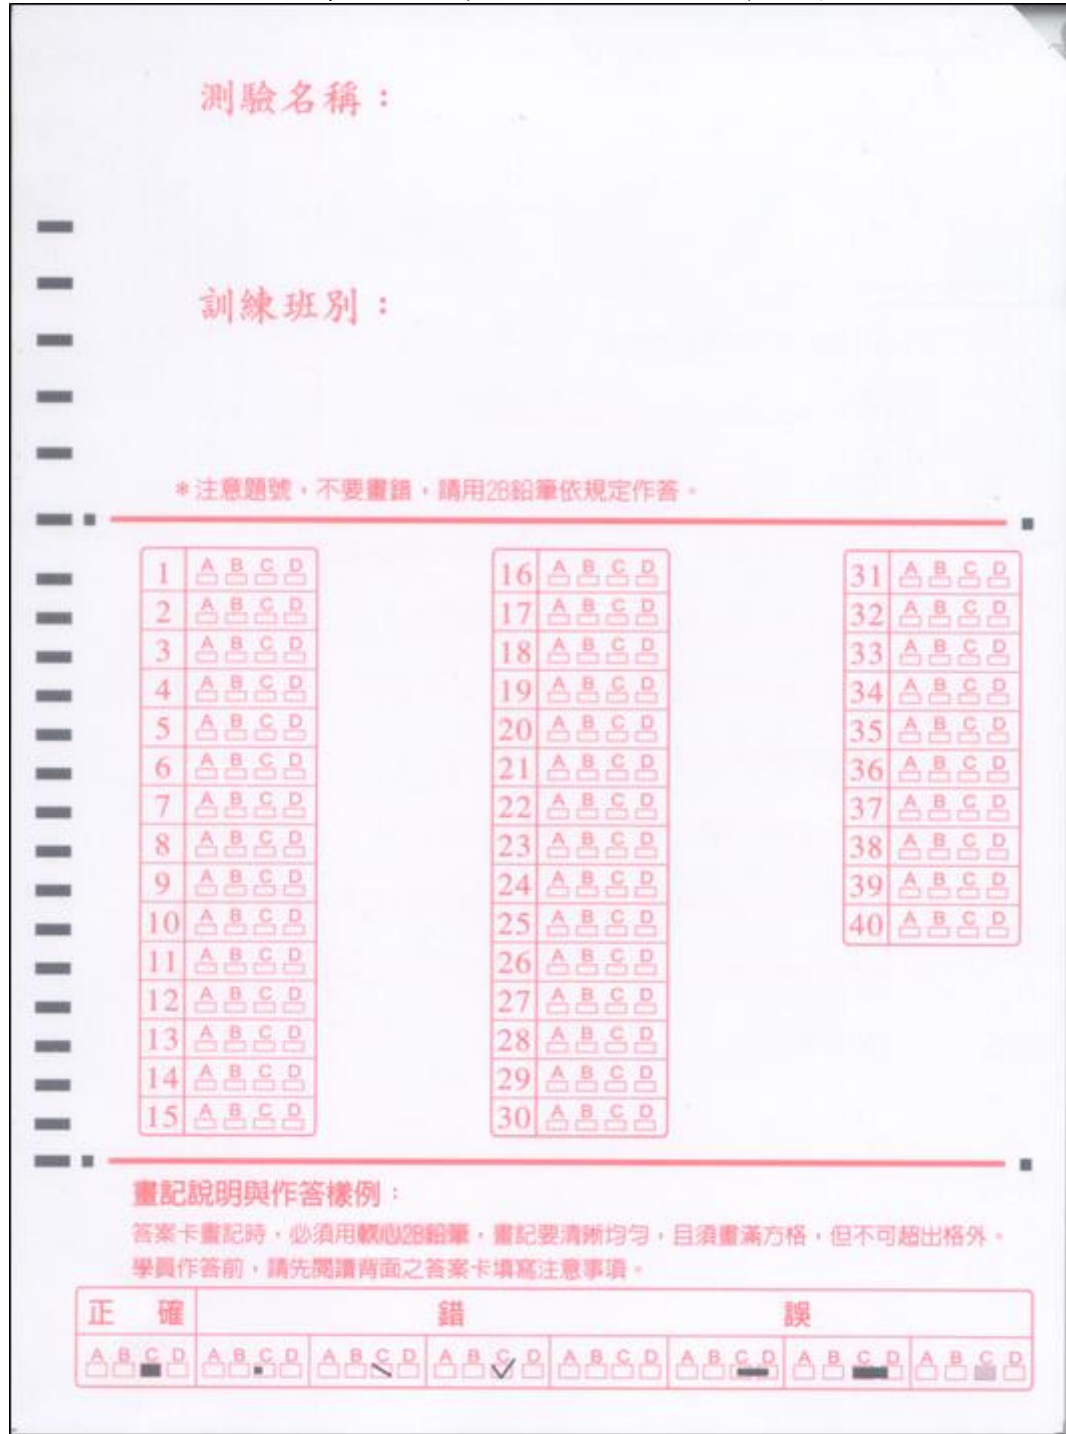 測驗名稱：
訓練班別：
*注意題號，不要畫錯，請用2B鉛筆依規定作答。
1 A B C D
2 A B C D
3 A B C D
4 A B C D
5 A B C D
6 A B C D
7 A B C D
8 A B C D
9 A B C D
10 A B C D
11 A B C D
12 A B C D
13 A B C D
14 A B C D
15 A B C D
16 A B C D
17 A B C D
18 A B C D
19 A B C D
20 A B C D
21 A B C D
22 A B C D
23 A B C D
24 A B C D
25 A B C D
26 A B C D
27 A B C D
28 A B C D
29 A B C D
30 A B C D
31 A B C D
32 A B C D
33 A B C D
34 A B C D
35 A B C D
36 A B C D
37 A B C D
38 A B C D
39 A B C D
40 A B C D
畫記說明與作答樣例：
答案卡畫記時，必須用軟心2B鉛筆，畫記要清晰均勻，且須畫滿方格，但不可超出格外。
學員作答前，請先閱讀背面之答案卡填寫注意事項。
正 確 錯 誤
A B C D A B C D A B C D A B C D A B C D A B C D A B C D A B C D